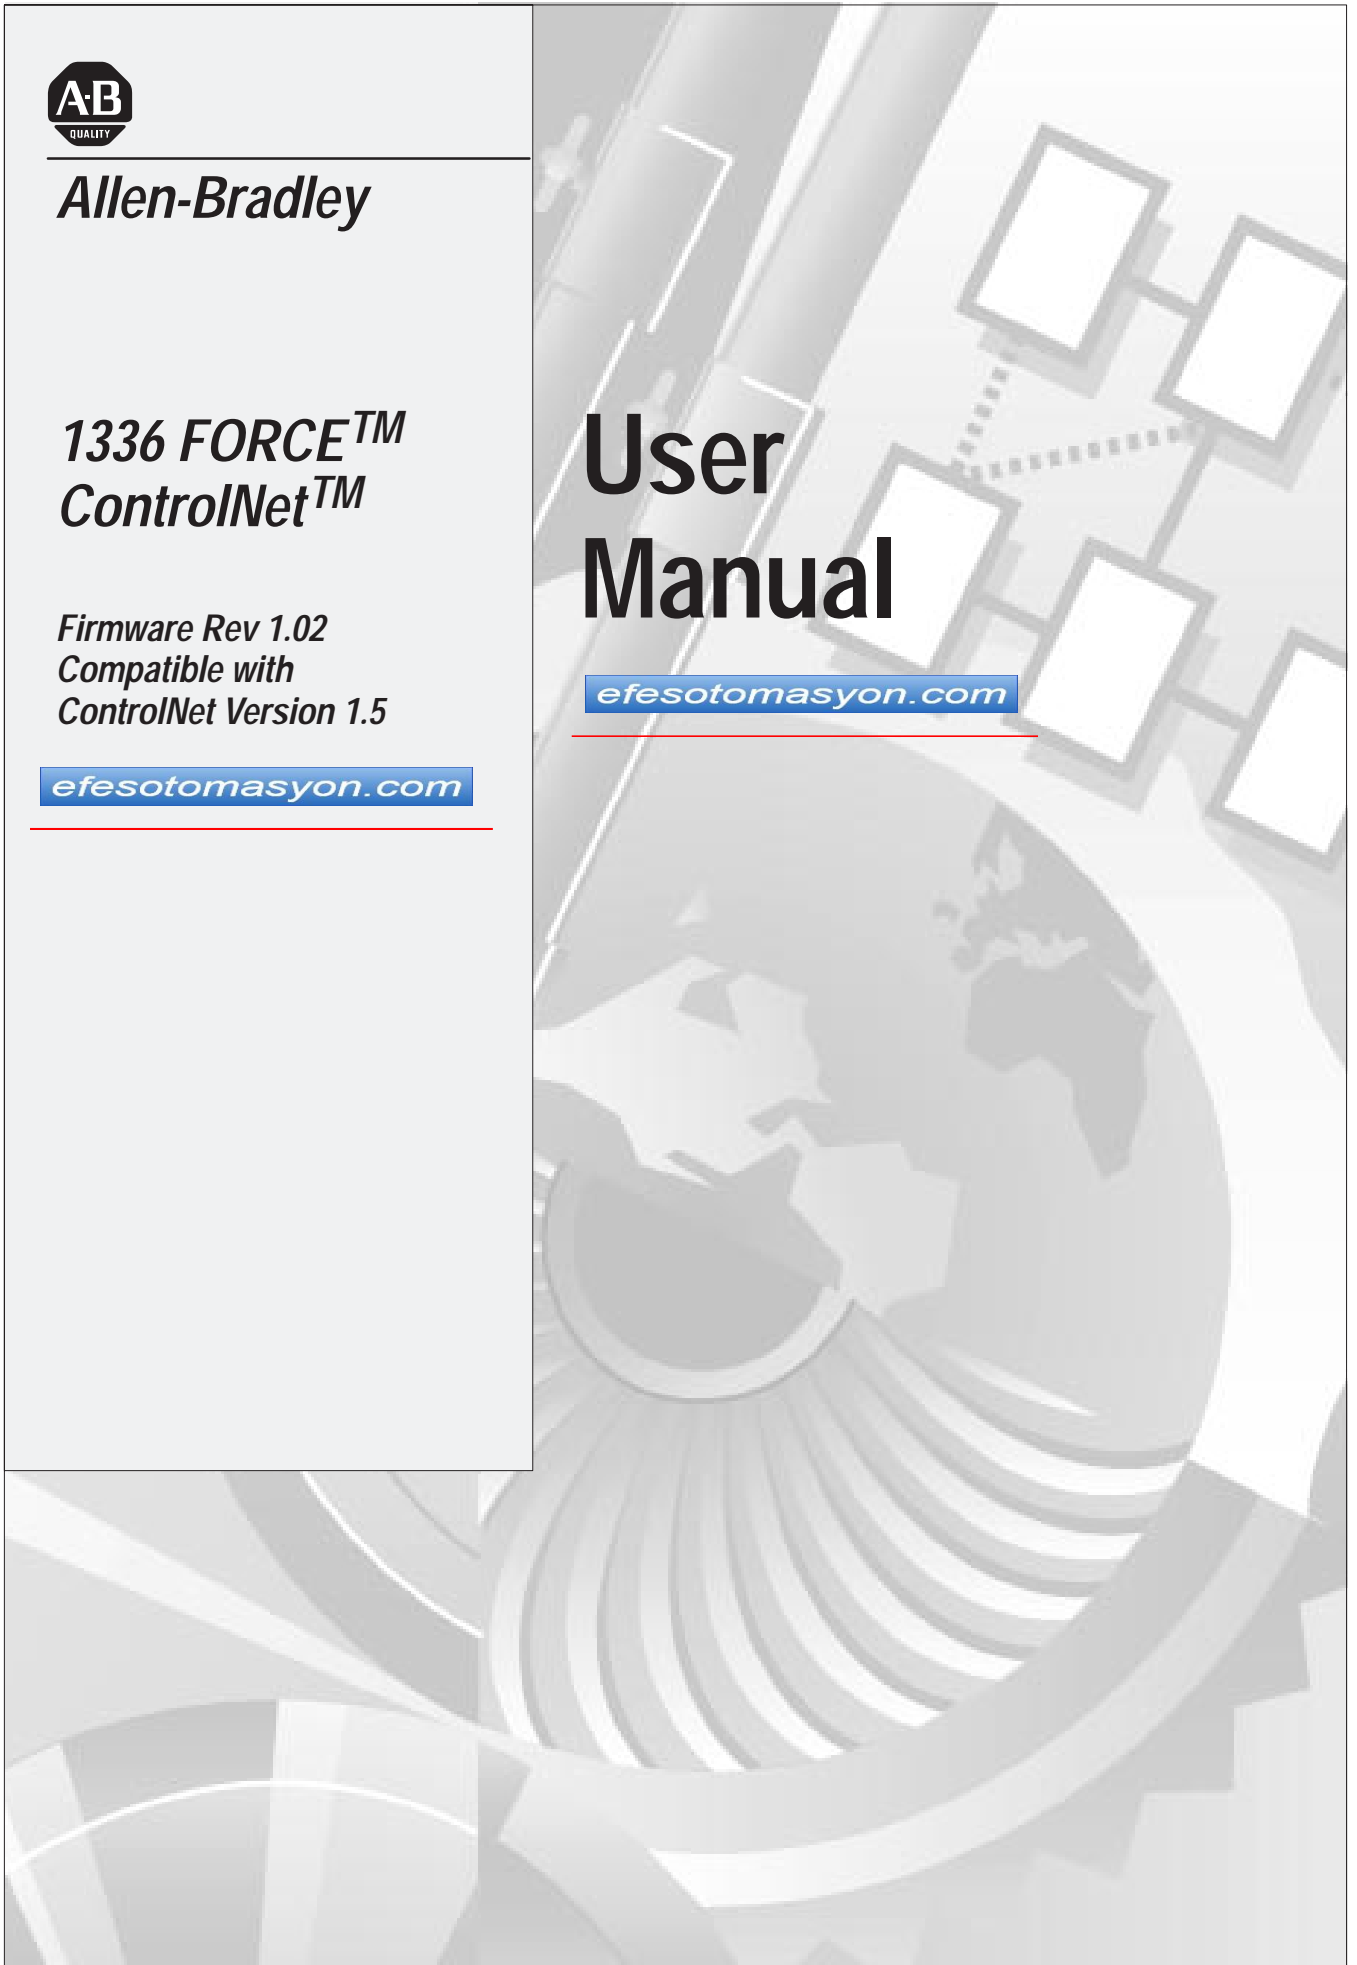 A·B
QUALITY
Allen-Bradley
1336 FORCE™
ControlNet™
Firmware Rev 1.02
Compatible with
ControlNet Version 1.5
efesotomasyon.com
User
Manual
efesotomasyon.com